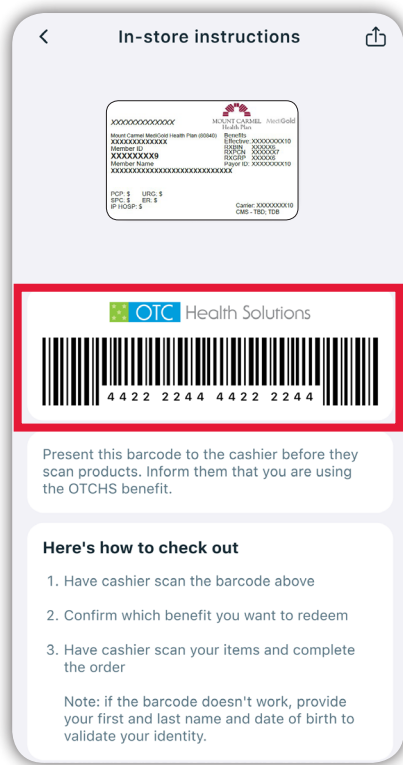 In-store instructions
XXXXXXXXXXXXX
MOUNT CARMEL MediGold
Health Plan
Mount Carmel MediGold Health Plan (80840)
XXXXXXXXXXXXX
Member ID
XXXXXXXX9
Member Name
XXXXXXXXXXXXXXXXXXXXXXXXXXXX
Benefits
Effective: XXXXXXXX10
RXBIN XXXXX6
RXPCN XXXXXX7
RXGRP XXXXX6
Payor ID: XXXXXXXX10
PCP: $ URG: $
SPC: $ ER: $
IP HOSP: $
Carrier: XXXXXXXX10
CMS - TBD; TDB
OTC Health Solutions
4422 2244 4422 2244
Present this barcode to the cashier before they
scan products. Inform them that you are using
the OTCHS benefit.
Here's how to check out
1. Have cashier scan the barcode above
2. Confirm which benefit you want to redeem
3. Have cashier scan your items and complete
the order
Note: if the barcode doesn't work, provide
your first and last name and date of birth to
validate your identity.